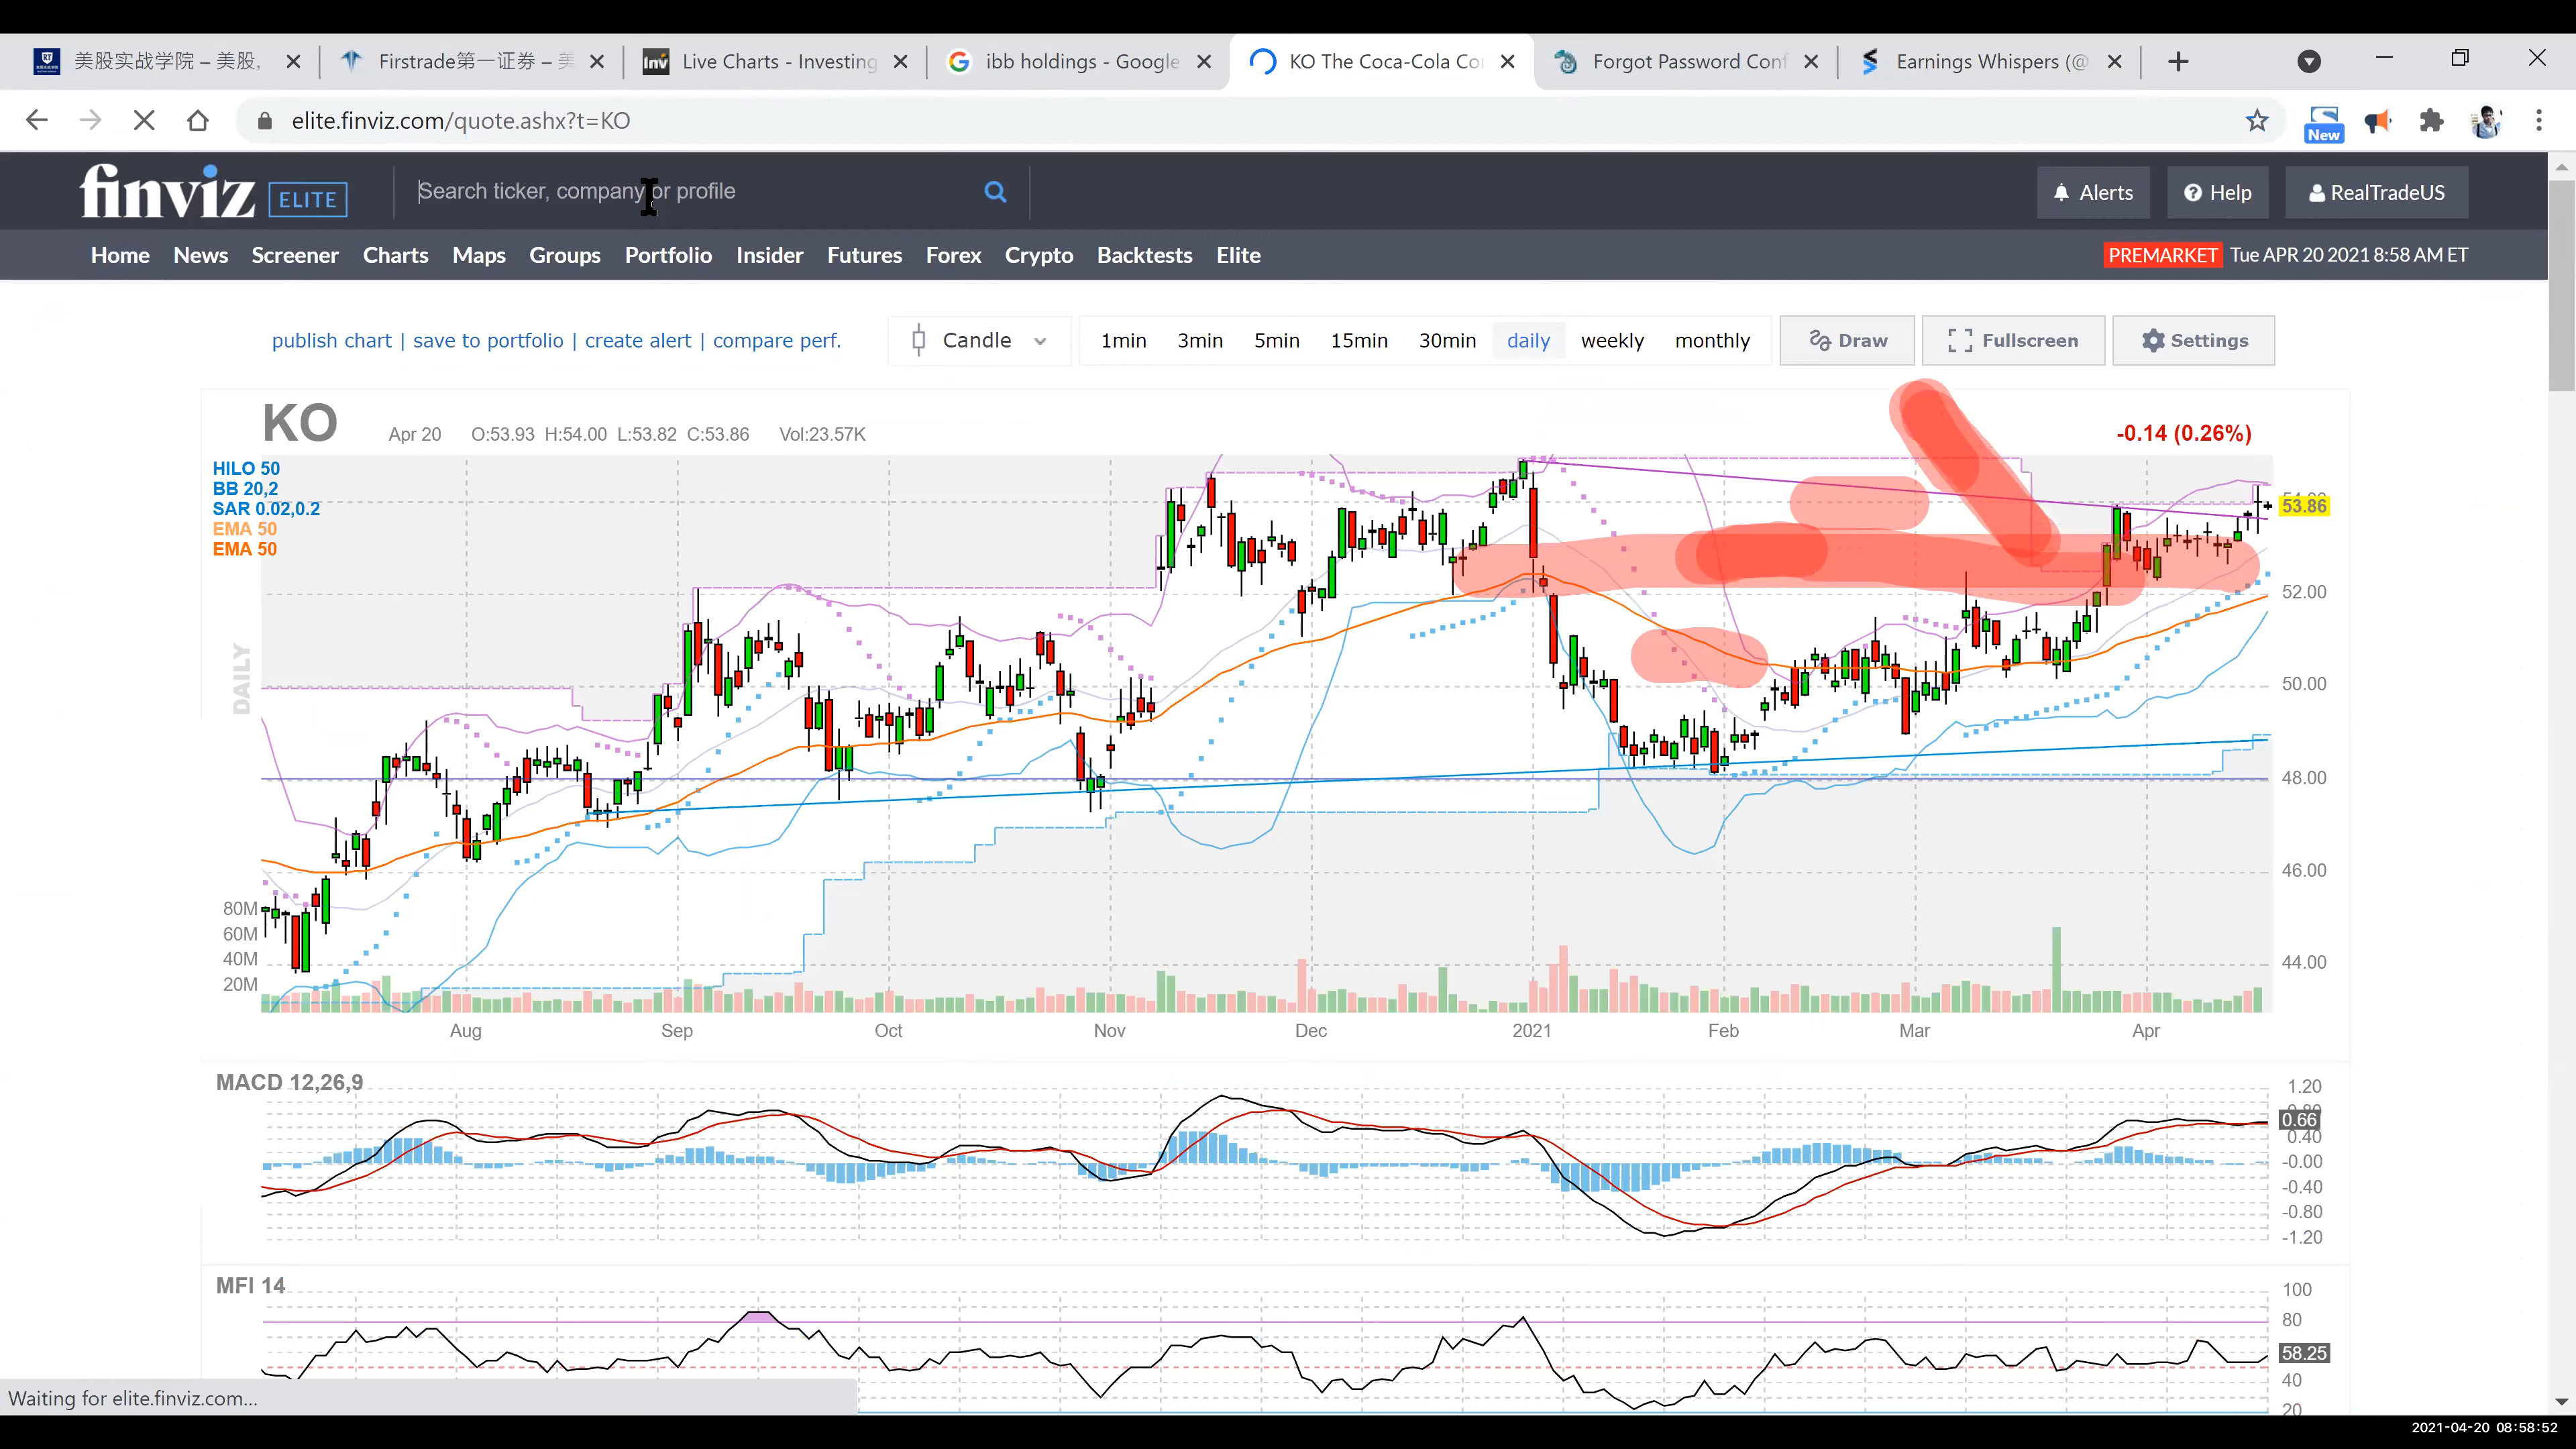 美股实战学院 – 美股,
Firstrade第一证券 – 美
Live Charts - Investing
ibb holdings - Google
KO The Coca-Cola Co
Forgot Password Conf
Earnings Whispers (@
elite.finviz.com/quote.ashx?t=KO
New
finviz ELITE
Search ticker, company or profile
Alerts
Help
RealTradeUS
Home News Screener Charts Maps Groups Portfolio Insider Futures Forex Crypto Backtests Elite
PREMARKET Tue APR 20 2021 8:58 AM ET
publish chart | save to portfolio | create alert | compare perf.
Candle
1min 3min 5min 15min 30min daily weekly monthly
Draw
Fullscreen
Settings
KO
Apr 20 O:53.93 H:54.00 L:53.82 C:53.86 Vol:23.57K
-0.14 (0.26%)
HILO 50
BB 20,2
SAR 0.02,0.2
EMA 50
EMA 50
DAILY
53.86
52.00
50.00
48.00
46.00
44.00
80M
60M
40M
20M
Aug Sep Oct Nov Dec 2021 Feb Mar Apr
MACD 12,26,9
1.20
0.66
0.40
-0.00
-0.40
-0.80
-1.20
MFI 14
100
80
58.25
40
20
Waiting for elite.finviz.com...
2021-04-20 08:58:52